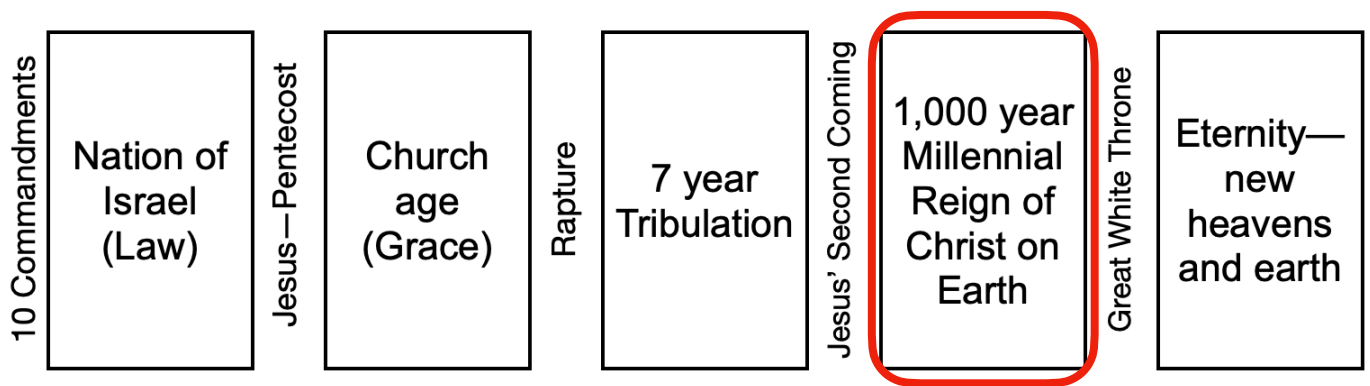 10 Commandments
Nation of
Israel
(Law)
Jesus—Pentecost
Church
age
(Grace)
Rapture
7 year
Tribulation
Jesus’ Second Coming
1,000 year
Millennial
Reign of
Christ on
Earth
Great White Throne
Eternity—
new
heavens
and earth